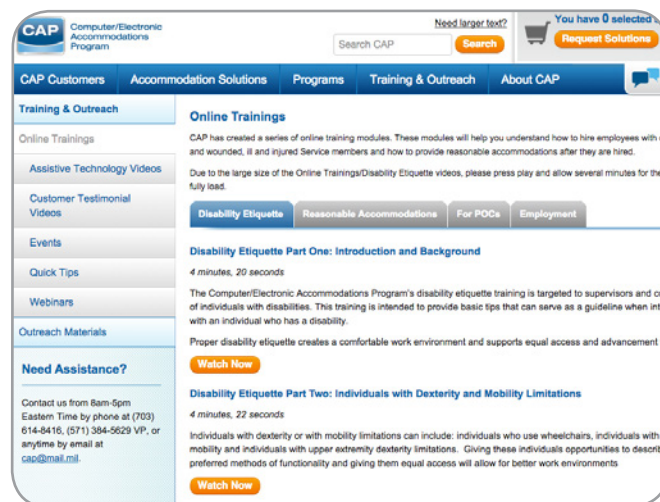 CAP
Computer/Electronic
Accommodations
Program
Need larger text?
Search CAP
Search
You have 0 selected
Request Solutions
CAP Customers
Accommodation Solutions
Programs
Training & Outreach
About CAP
Training & Outreach
Online Trainings
Assistive Technology Videos
Customer Testimonial
Videos
Events
Quick Tips
Webinars
Outreach Materials
Need Assistance?
Contact us from 8am-5pm
Eastern Time by phone at (703)
614-8416, (571) 384-5629 VP, or
anytime by email at
cap@mail.mil.
Online Trainings
CAP has created a series of online training modules. These modules will help you understand how to hire employees with
and wounded, ill and injured Service members and how to provide reasonable accommodations after they are hired.
Due to the large size of the Online Trainings/Disability Etiquette videos, please press play and allow several minutes for the
fully load.
Disability Etiquette
Reasonable Accommodations
For POCs
Employment
Disability Etiquette Part One: Introduction and Background
4 minutes, 20 seconds
The Computer/Electronic Accommodations Program's disability etiquette training is targeted to supervisors and
of individuals with disabilities. This training is intended to provide basic tips that can serve as a guideline when
with an individual who has a disability.
Proper disability etiquette creates a comfortable work environment and supports equal access and advancement
Watch Now
Disability Etiquette Part Two: Individuals with Dexterity and Mobility Limitations
4 minutes, 22 seconds
Individuals with dexterity or with mobility limitations can include: individuals who use wheelchairs, individuals with
mobility and individuals with upper extremity dexterity limitations. Giving these individuals opportunities to
preferred methods of functionality and giving them equal access will allow for better work environments
Watch Now